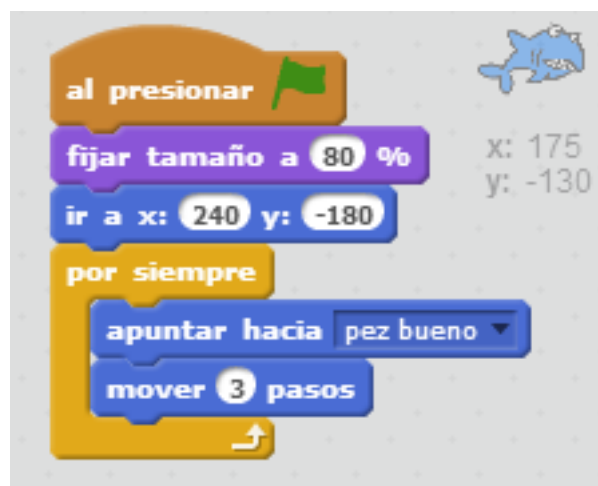 al presionar
fijar tamaño a 80 %
ir a x: 240 y: -180
por siempre
apuntar hacia pez bueno
mover 3 pasos
x: 175
y: -130